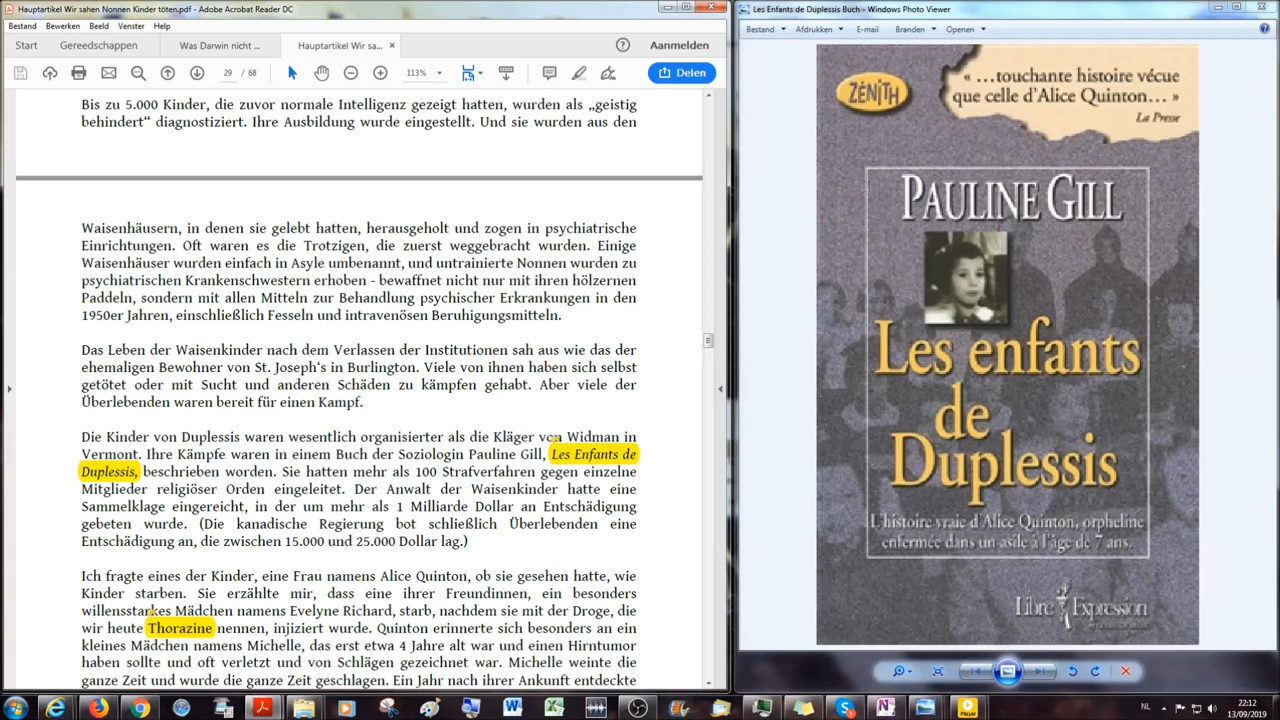 Hauptartikel Wir sahen Nonnen Kinder töten.pdf - Adobe Acrobat Reader DC
Bestand Bewerken Beeld Venster Help
Start Gereedschappen Was Darwin nicht ... Hauptartikel Wir sa... × Aanmelden
29 / 68 113% Delen
Bis zu 5.000 Kinder, die zuvor normale Intelligenz gezeigt hatten, wurden als „geistig
behindert“ diagnostiziert. Ihre Ausbildung wurde eingestellt. Und sie wurden aus den
Waisenhäusern, in denen sie gelebt hatten, herausgeholt und zogen in psychiatrische
Einrichtungen. Oft waren es die Trotzigen, die zuerst weggebracht wurden. Einige
Waisenhäuser wurden einfach in Asyle umbenannt, und untrainierte Nonnen wurden zu
psychiatrischen Krankenschwestern erhoben - bewaffnet nicht nur mit ihren hölzernen
Paddeln, sondern mit allen Mitteln zur Behandlung psychischer Erkrankungen in den
1950er Jahren, einschließlich Fesseln und intravenösen Beruhigungsmitteln.
Das Leben der Waisenkinder nach dem Verlassen der Institutionen sah aus wie das der
ehemaligen Bewohner von St. Joseph‘s in Burlington. Viele von ihnen haben sich selbst
getötet oder mit Sucht und anderen Schäden zu kämpfen gehabt. Aber viele der
Überlebenden waren bereit für einen Kampf.
Die Kinder von Duplessis waren wesentlich organisierter als die Kläger von Widman in
Vermont. Ihre Kämpfe waren in einem Buch der Soziologin Pauline Gill, Les Enfants de
Duplessis, beschrieben worden. Sie hatten mehr als 100 Strafverfahren gegen einzelne
Mitglieder religiöser Orden eingeleitet. Der Anwalt der Waisenkinder hatte eine
Sammelklage eingereicht, in der um mehr als 1 Milliarde Dollar an Entschädigung
gebeten wurde. (Die kanadische Regierung bot schließlich Überlebenden eine
Entschädigung an, die zwischen 15.000 und 25.000 Dollar lag.)
Ich fragte eines der Kinder, eine Frau namens Alice Quinton, ob sie gesehen hatte, wie
Kinder starben. Sie erzählte mir, dass eine ihrer Freundinnen, ein besonders
willensstarkes Mädchen namens Evelyne Richard, starb, nachdem sie mit der Droge, die
wir heute Thorazine nennen, injiziert wurde. Quinton erinnerte sich besonders an ein
kleines Mädchen namens Michelle, das erst etwa 4 Jahre alt war und einen Hirntumor
haben sollte und oft verletzt und von Schlägen gezeichnet war. Michelle weinte die
ganze Zeit und wurde die ganze Zeit geschlagen. Ein Jahr nach ihrer Ankunft entdeckte
Les Enfants de Duplessis Buch - Windows Photo Viewer
Bestand Afdrukken E-mail Branden Openen
ZÉNITH
« ...touchante histoire vécue
que celle d'Alice Quinton... »
La Presse
PAULINE GILL
Les enfants
de
Duplessis
L'histoire vraie d'Alice Quinton, orpheline
enfermée dans un asile à l'âge de 7 ans.
Libre Expression
NL 22:12
13/09/2019
Player